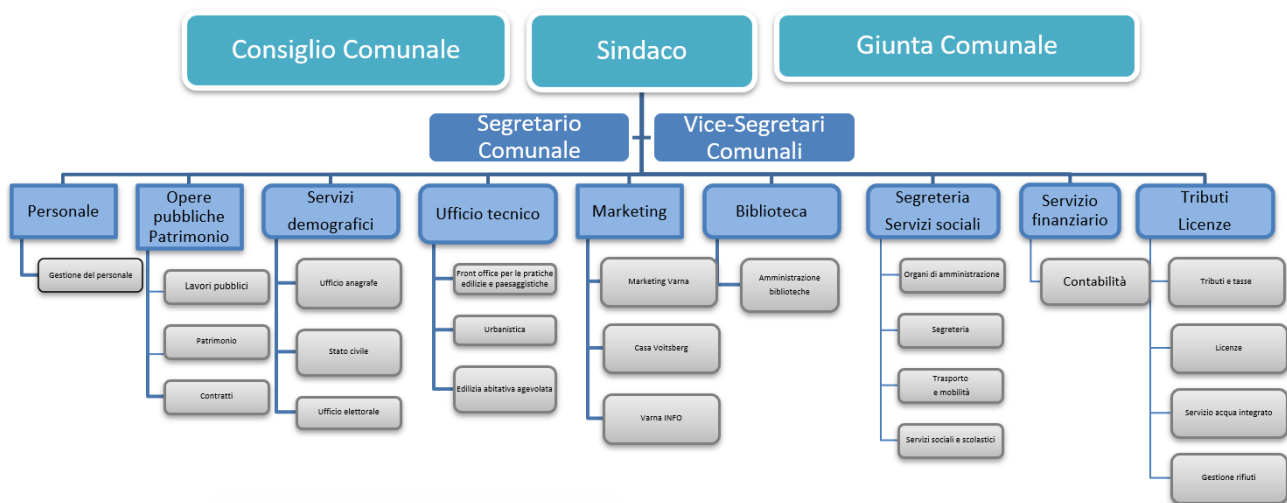 Consiglio Comunale
Sindaco
Giunta Comunale
Segretario
Comunale
Vice-Segretari
Comunali
Personale
Opere
pubbliche
Patrimonio
Servizi
demografici
Ufficio tecnico
Marketing
Biblioteca
Segreteria
Servizi sociali
Servizio
finanziario
Tributi
Licenze
Gestione del personale
Lavori pubblici
Patrimonio
Contratti
Ufficio anagrafe
Stato civile
Ufficio elettorale
Front office per le pratiche
edilizie e paesaggistiche
Urbanistica
Edilizia abitativa agevolata
Marketing Varna
Casa Voitsberg
Varna INFO
Amministrazione
biblioteche
Organi di amministrazione
Segreteria
Trasporto
e mobilità
Servizi sociali e scolastici
Contabilità
Tributi e tasse
Licenze
Servizio acqua integrato
Gestione rifiuti